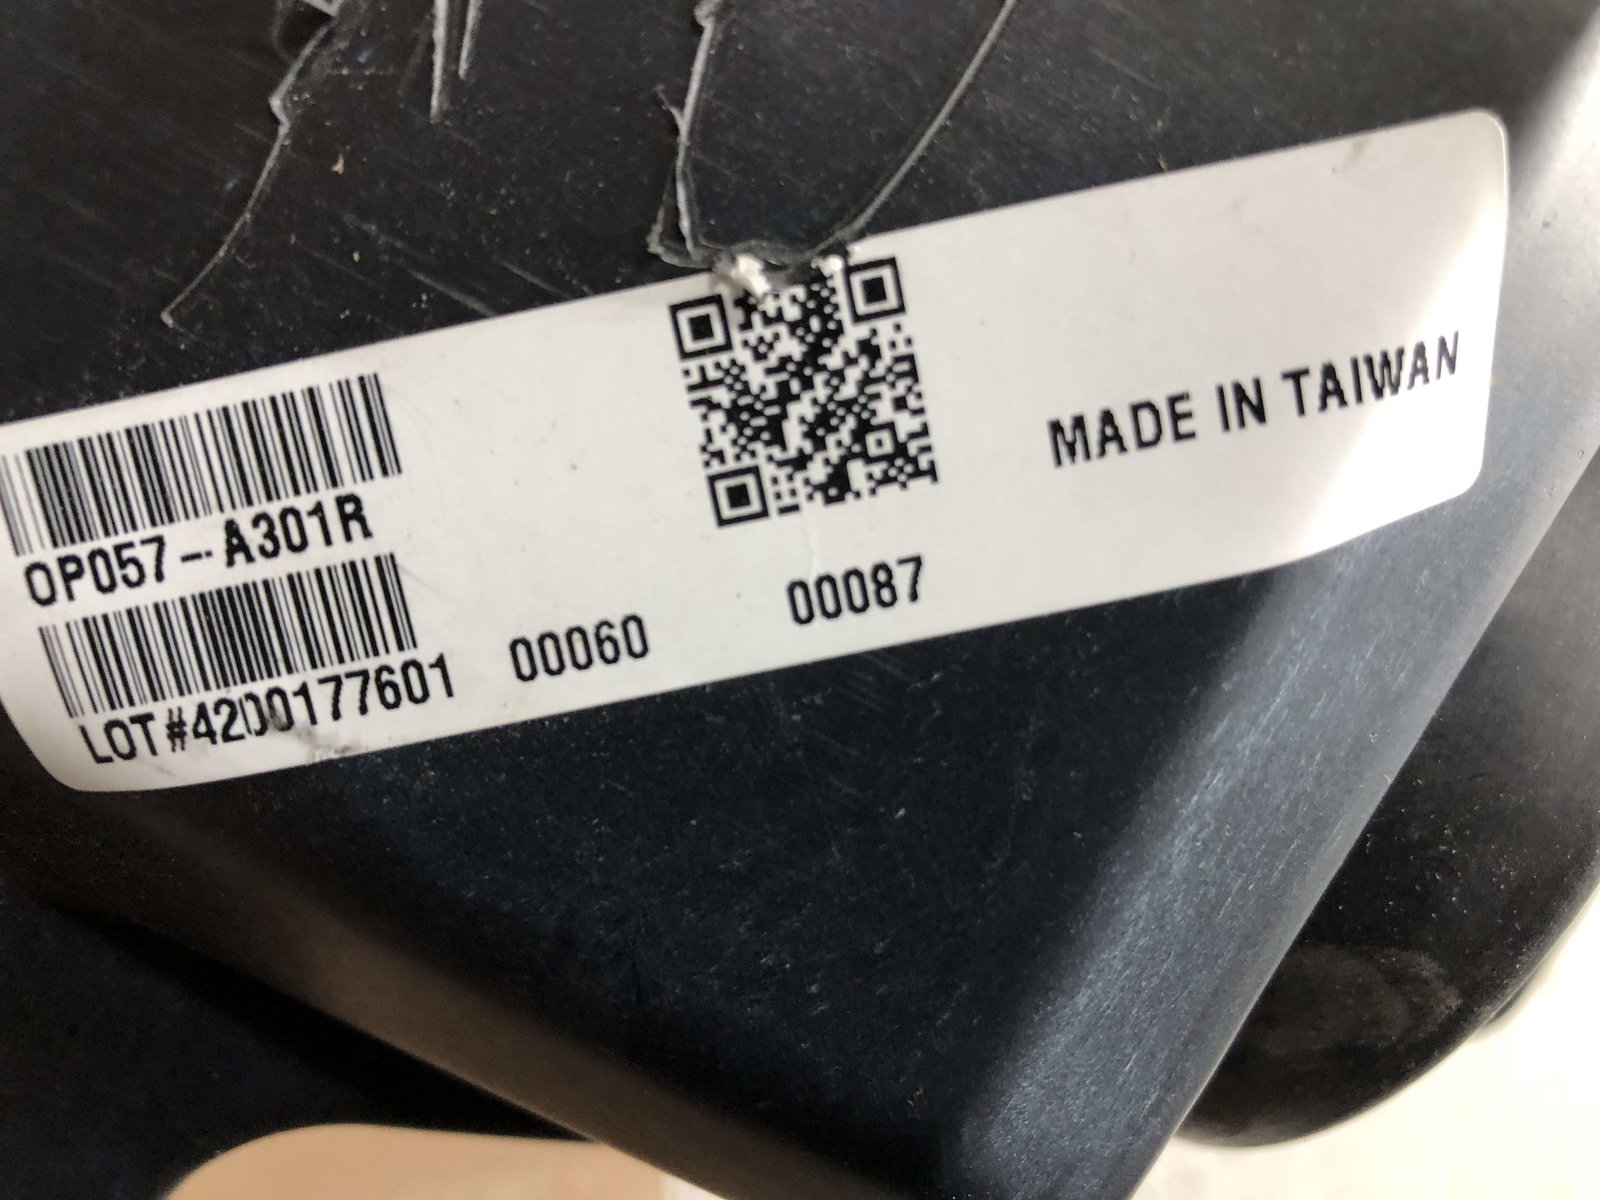 OP057-A301R
LOT#4200177601
00060
00087
MADE IN TAIWAN